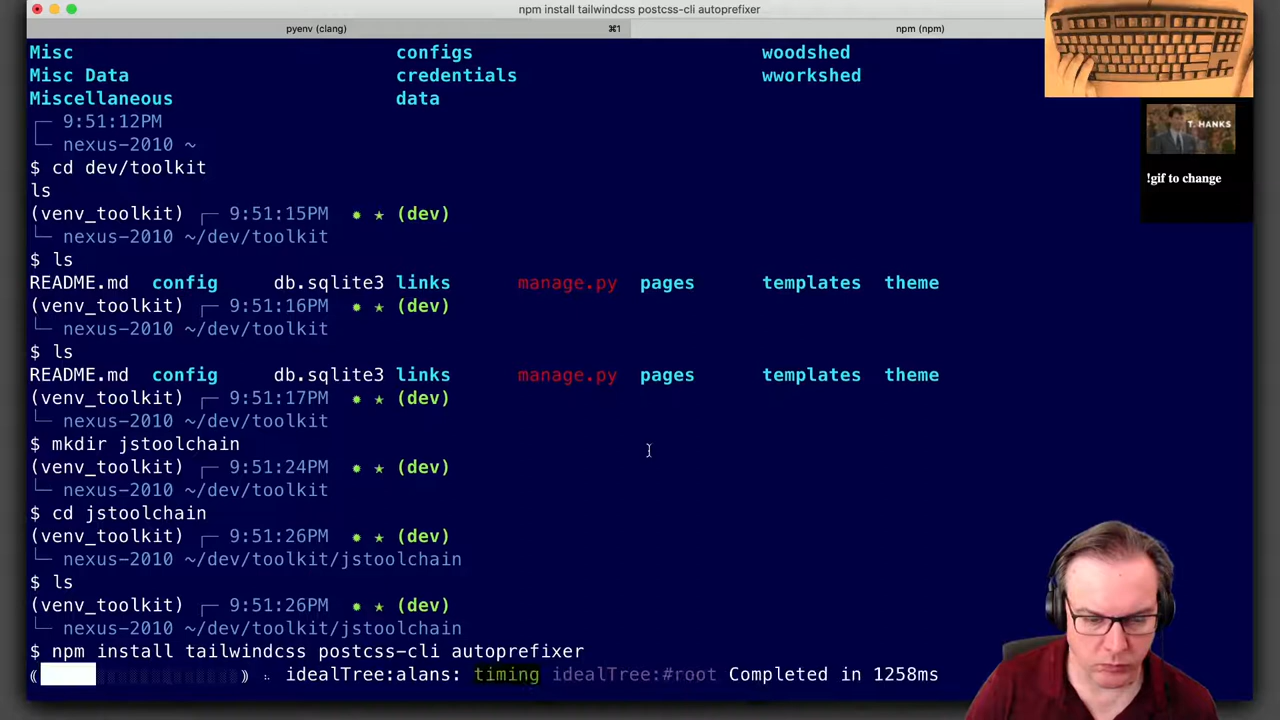 npm install tailwindcss postcss-cli autoprefixer
pyenv (clang) ⌘1 npm (npm)
Misc configs woodshed
Misc Data credentials wworkshed
Miscellaneous data
9:51:12PM
nexus-2010 ~
$ cd dev/toolkit
ls
(venv_toolkit) 9:51:15PM ✹ ★ (dev)
nexus-2010 ~/dev/toolkit
$ ls
README.md config db.sqlite3 links manage.py pages templates theme
(venv_toolkit) 9:51:16PM ✹ ★ (dev)
nexus-2010 ~/dev/toolkit
$ ls
README.md config db.sqlite3 links manage.py pages templates theme
(venv_toolkit) 9:51:17PM ✹ ★ (dev)
nexus-2010 ~/dev/toolkit
$ mkdir jstoolchain
(venv_toolkit) 9:51:24PM ✹ ★ (dev)
nexus-2010 ~/dev/toolkit
$ cd jstoolchain
(venv_toolkit) 9:51:26PM ✹ ★ (dev)
nexus-2010 ~/dev/toolkit/jstoolchain
$ ls
(venv_toolkit) 9:51:26PM ✹ ★ (dev)
nexus-2010 ~/dev/toolkit/jstoolchain
$ npm install tailwindcss postcss-cli autoprefixer
idealTree:alans: timing idealTree:#root Completed in 1258ms
T. HANKS
!gif to change